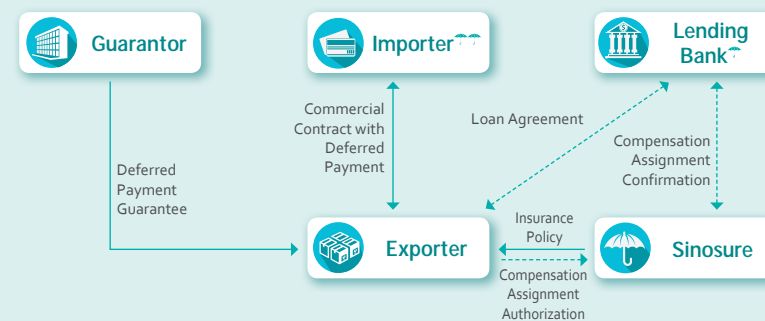 Guarantor
Importer
Lending
Bank
Commercial
Contract with
Deferred
Payment
Loan Agreement
Compensation
Assignment
Confirmation
Deferred
Payment
Guarantee
Insurance
Policy
Exporter
Sinosure
Compensation
Assignment
Authorization